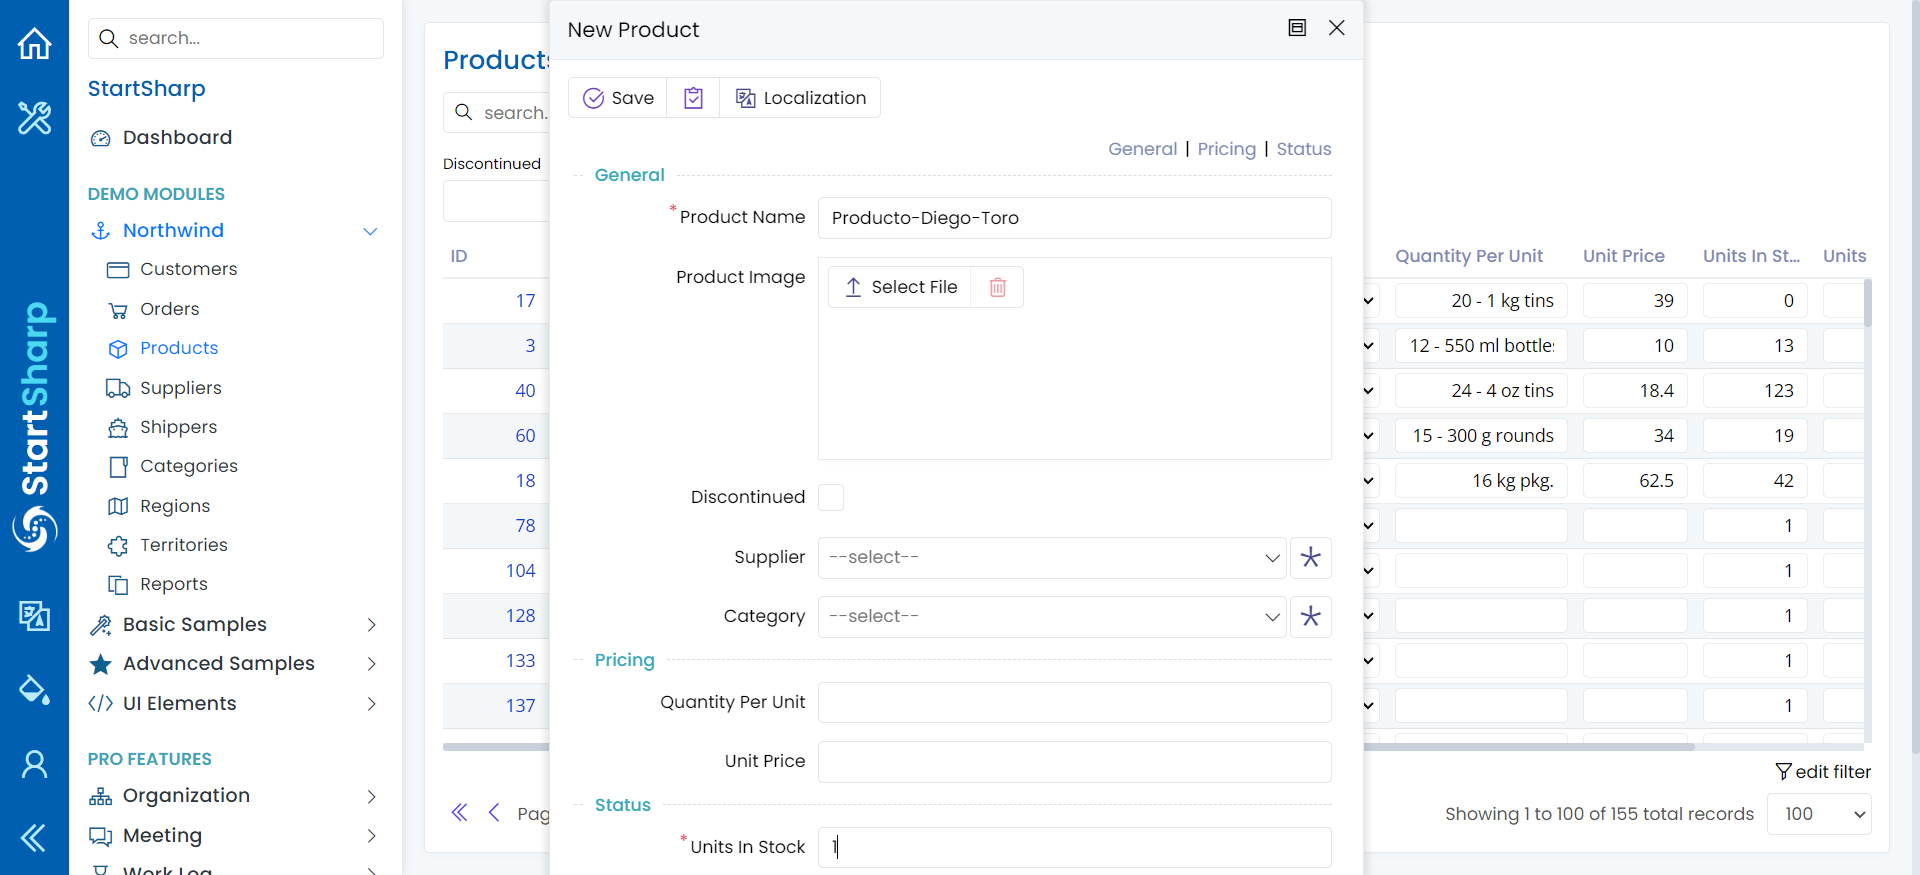 search...
StartSharp
Dashboard
DEMO MODULES
Northwind
Customers
Orders
Products
Suppliers
Shippers
Categories
Regions
Territories
Reports
Basic Samples
Advanced Samples
UI Elements
PRO FEATURES
Organization
Meeting
Work Log
StartSharp
Products
search.
Discontinued
ID
17
3
40
60
18
78
104
128
133
137
Pag
New Product
Save
Localization
General | Pricing | Status
General
* Product Name Producto-Diego-Toro
Product Image Select File
Discontinued
Supplier --select--
Category --select--
Pricing
Quantity Per Unit
Unit Price
Status
* Units In Stock 1
Quantity Per Unit Unit Price Units In St... Units
20 - 1 kg tins 39 0
12 - 550 ml bottles 10 13
24 - 4 oz tins 18.4 123
15 - 300 g rounds 34 19
16 kg pkg. 62.5 42
1
1
1
1
1
edit filter
Showing 1 to 100 of 155 total records 100